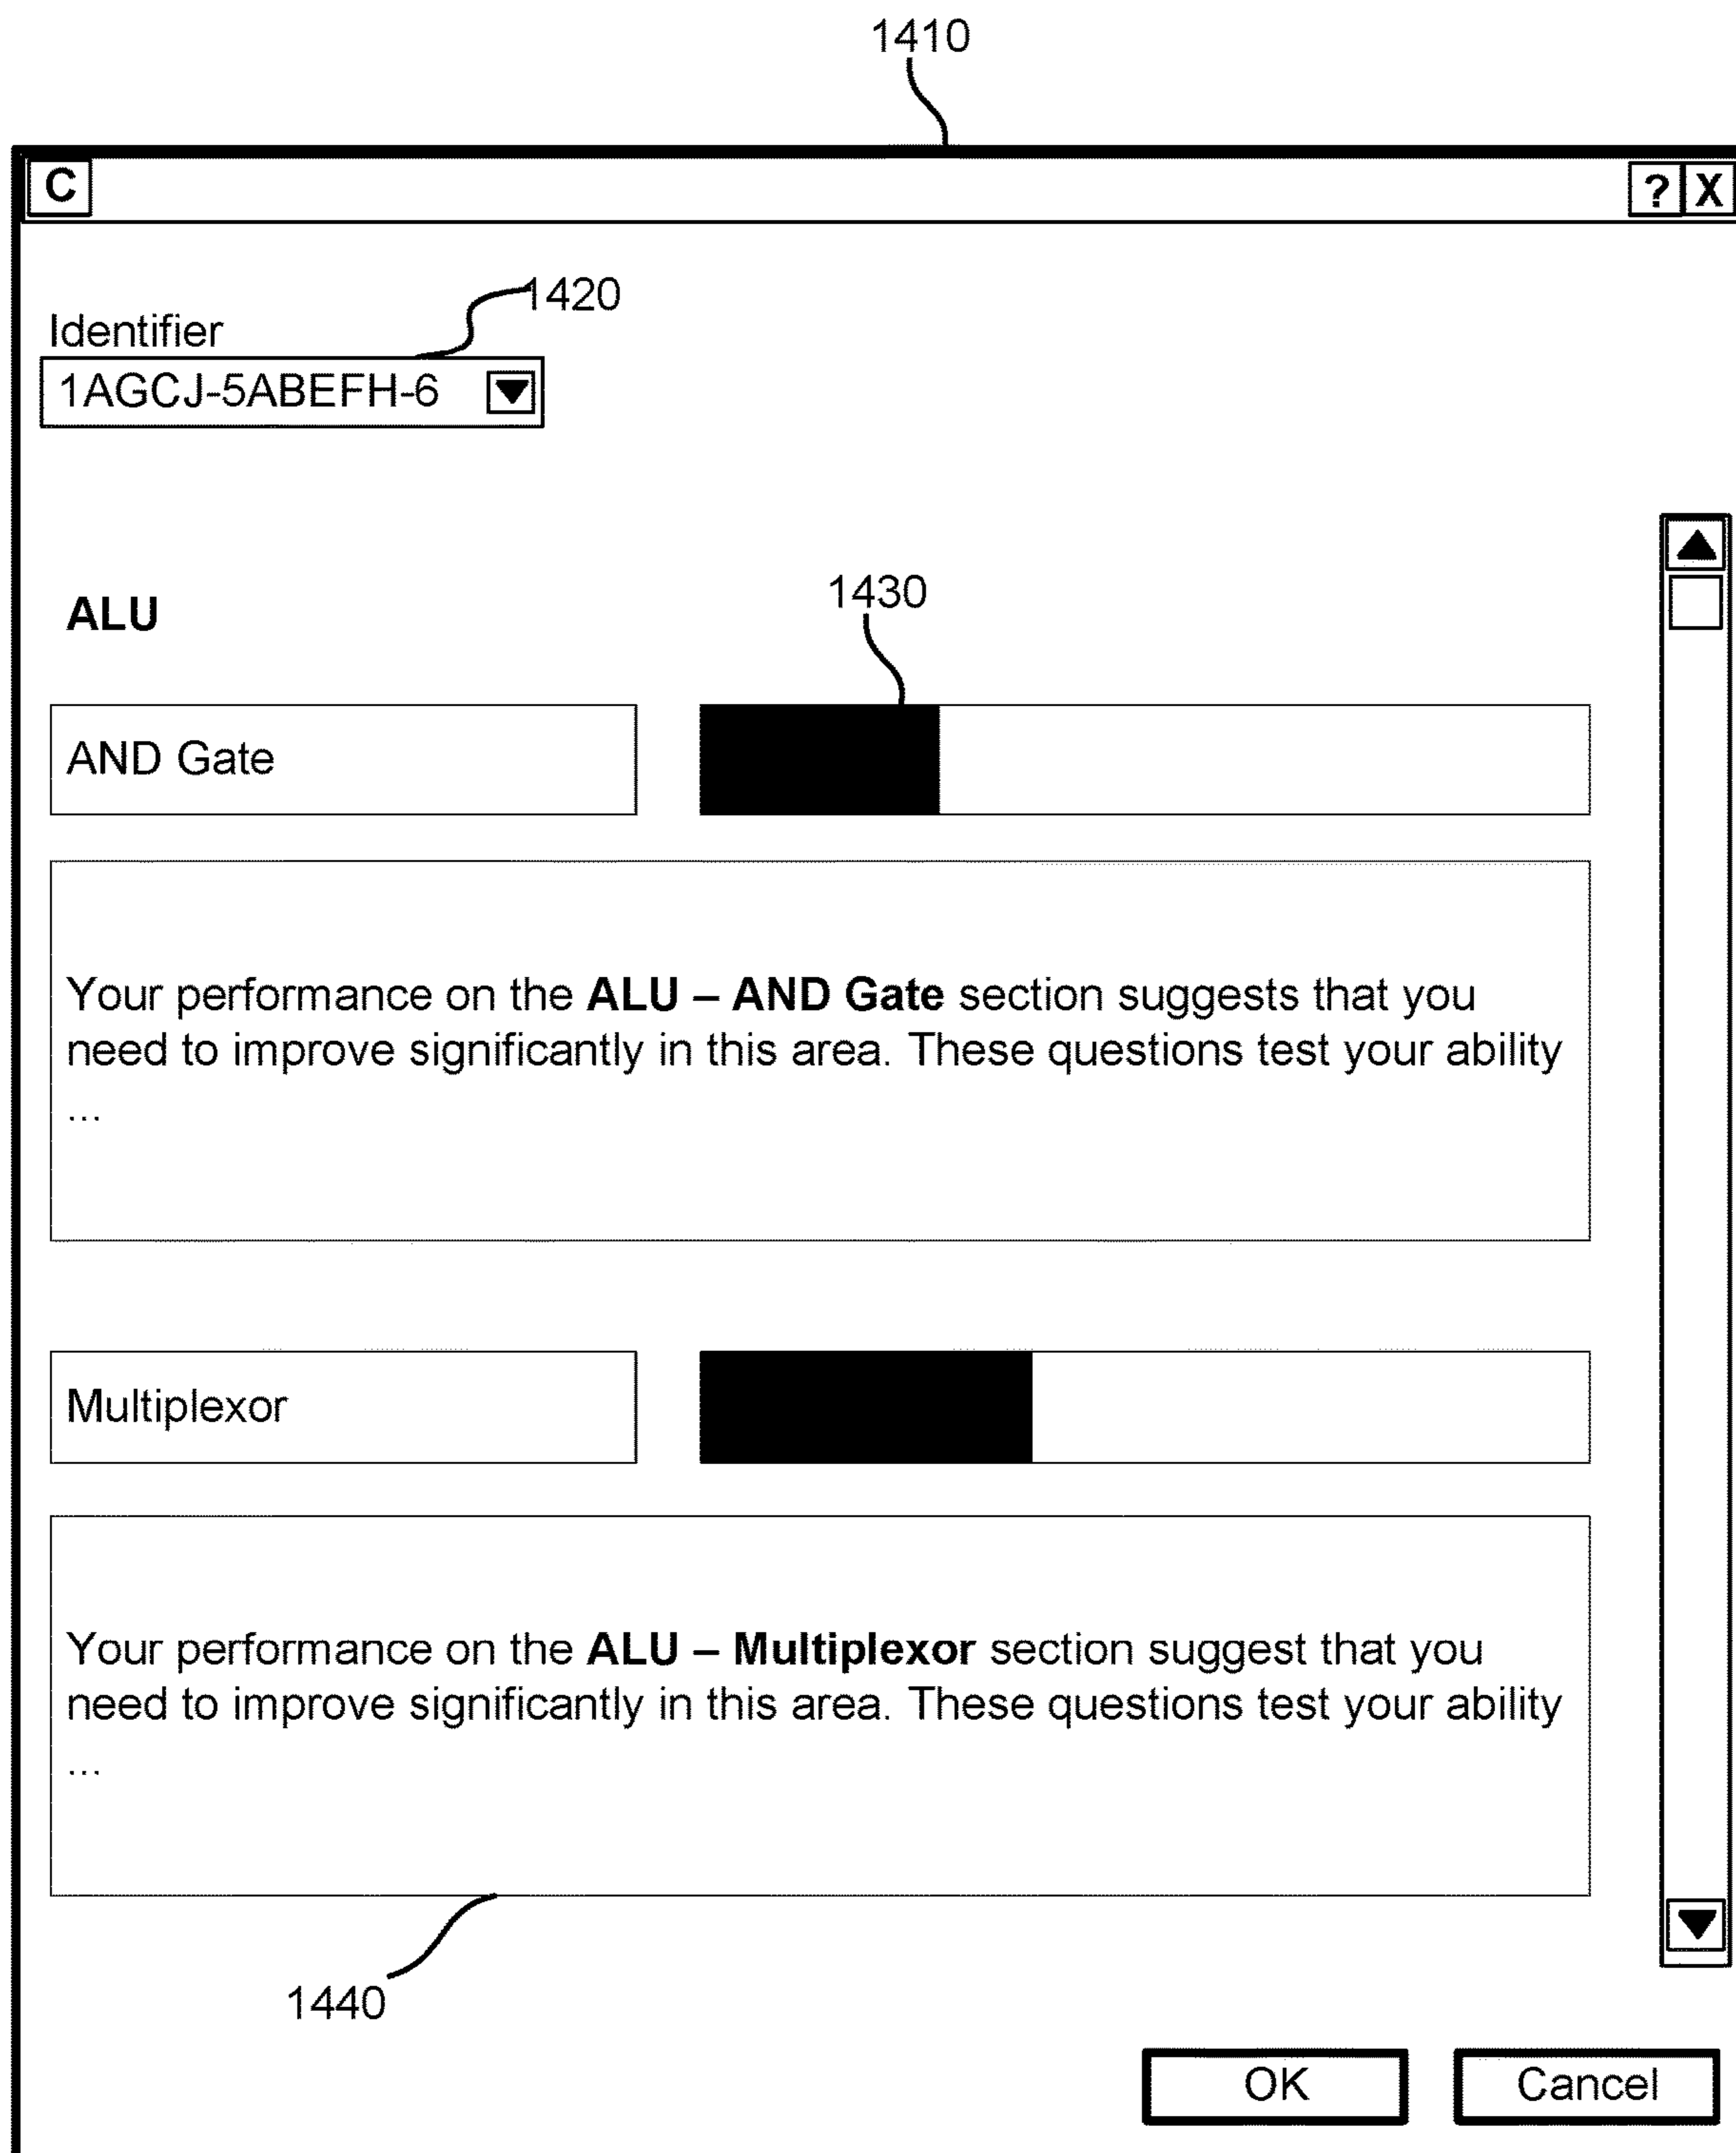 1410
C
? X
1420
Identifier
1AGCJ-5ABEFH-6
ALU
1430
AND Gate
Your performance on the ALU – AND Gate section suggests that you
need to improve significantly in this area. These questions test your ability
...
Multiplexor
Your performance on the ALU – Multiplexor section suggest that you
need to improve significantly in this area. These questions test your ability
...
1440
OK
Cancel